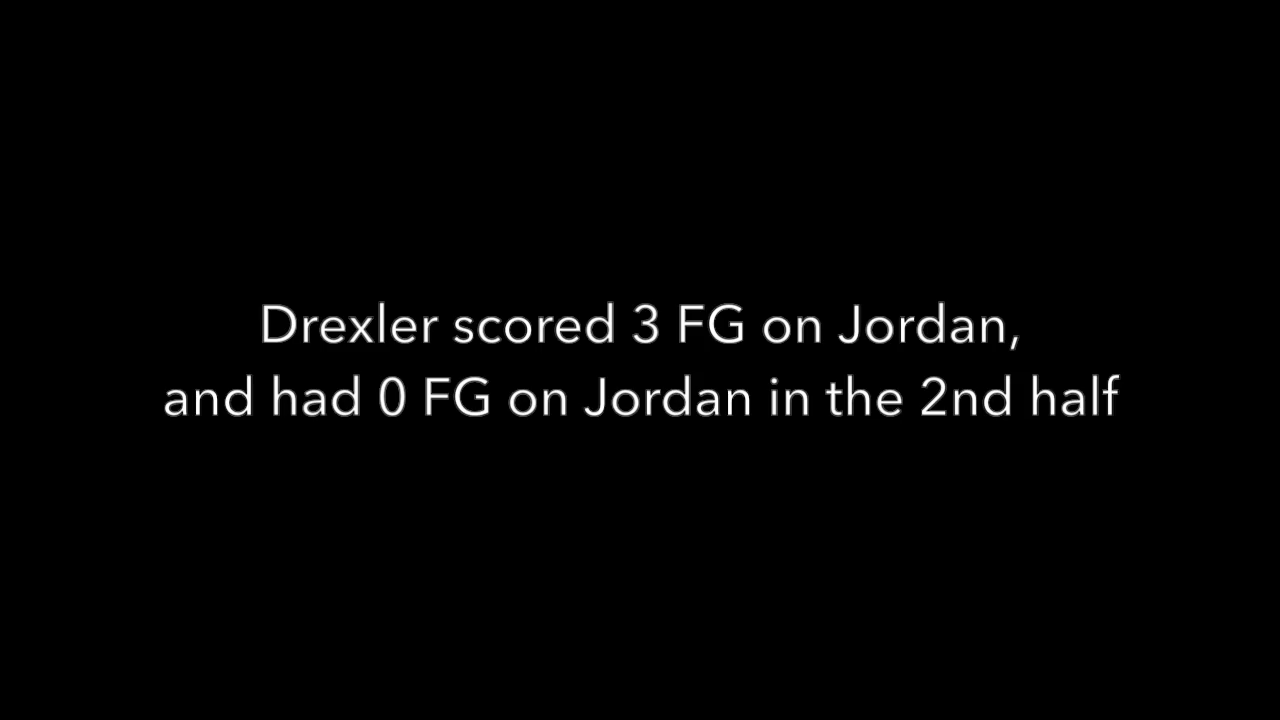 Drexler scored 3 FG on Jordan,
and had 0 FG on Jordan in the 2nd half